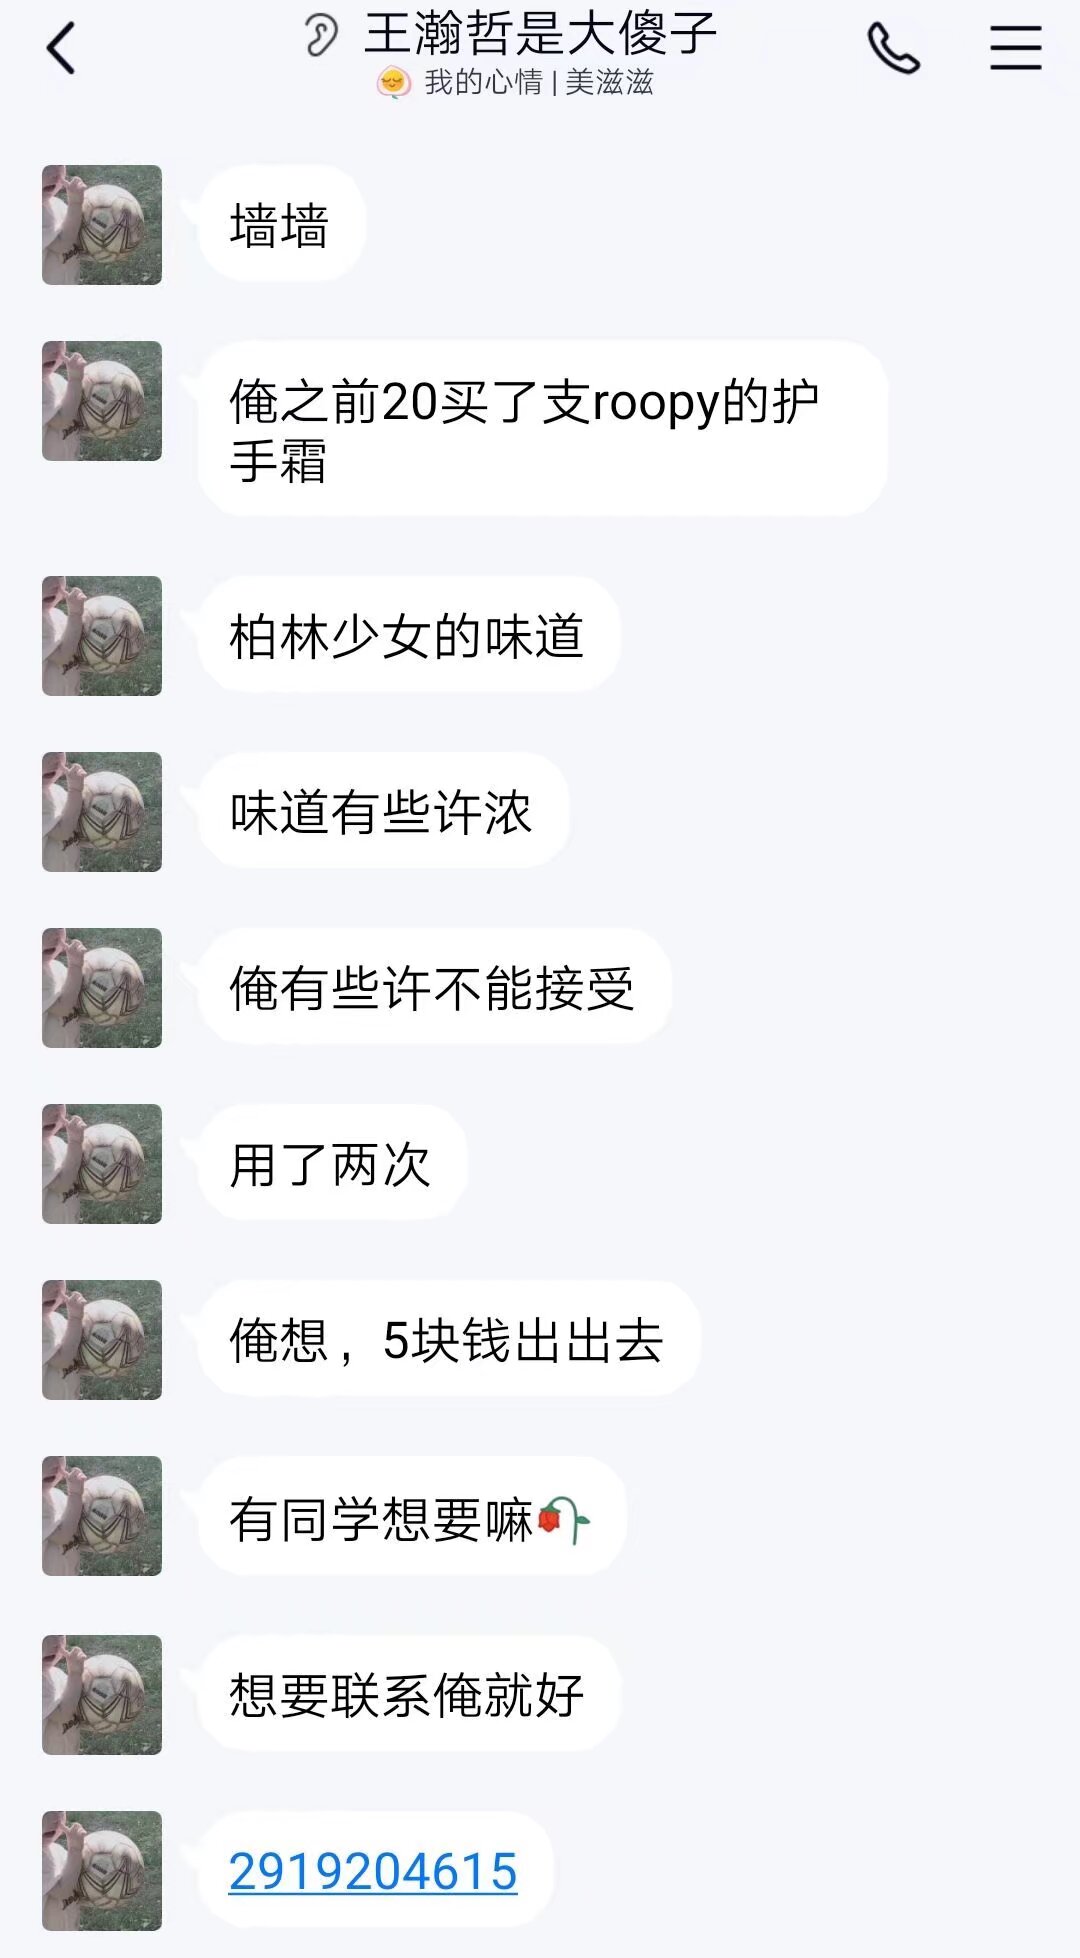 王瀚哲是大傻子
我的心情 | 美滋滋
墙墙
俺之前20买了支roopy的护
手霜
柏林少女的味道
味道有些许浓
俺有些许不能接受
用了两次
俺想，5块钱出出去
有同学想要嘛🥀
想要联系俺就好
2919204615